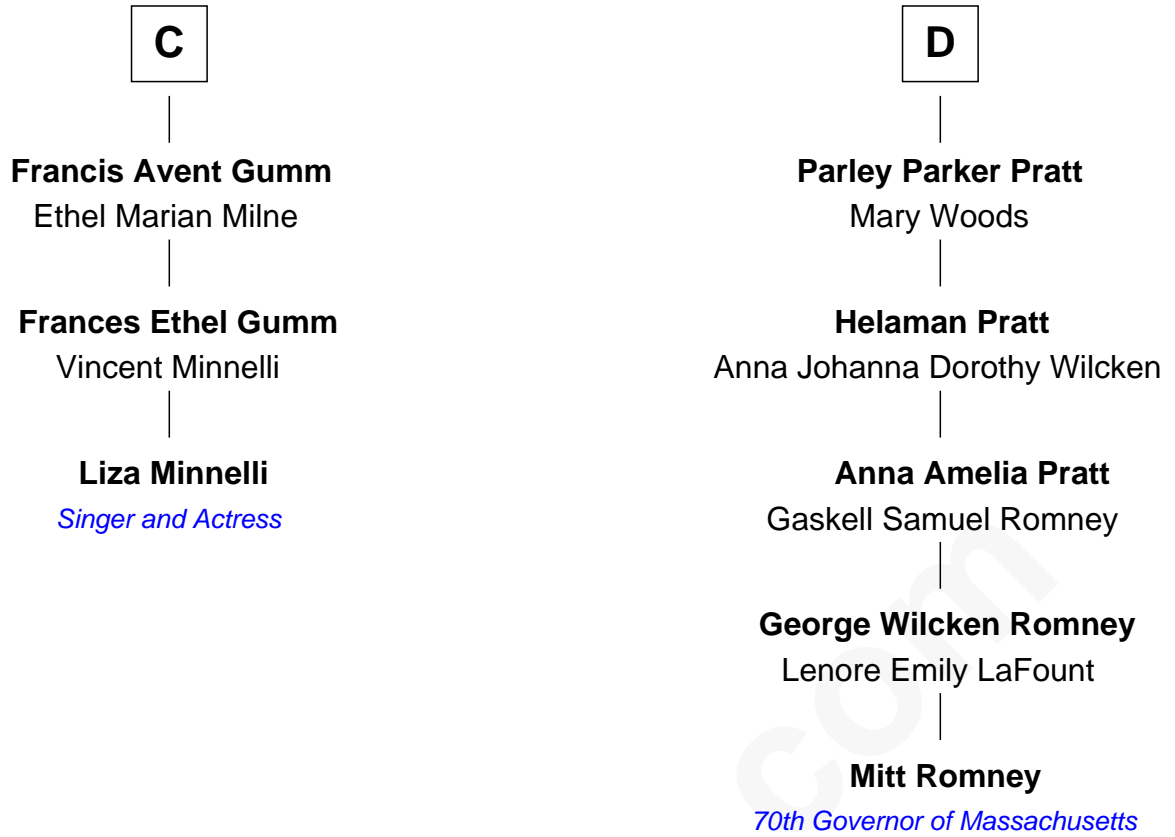 C
Francis Avent Gumm
Ethel Marian Milne
Frances Ethel Gumm
Vincent Minnelli
Liza Minnelli
Singer and Actress
D
Parley Parker Pratt
Mary Woods
Helaman Pratt
Anna Johanna Dorothy Wilcken
Anna Amelia Pratt
Gaskell Samuel Romney
George Wilcken Romney
Lenore Emily LaFount
Mitt Romney
70th Governor of Massachusetts
com